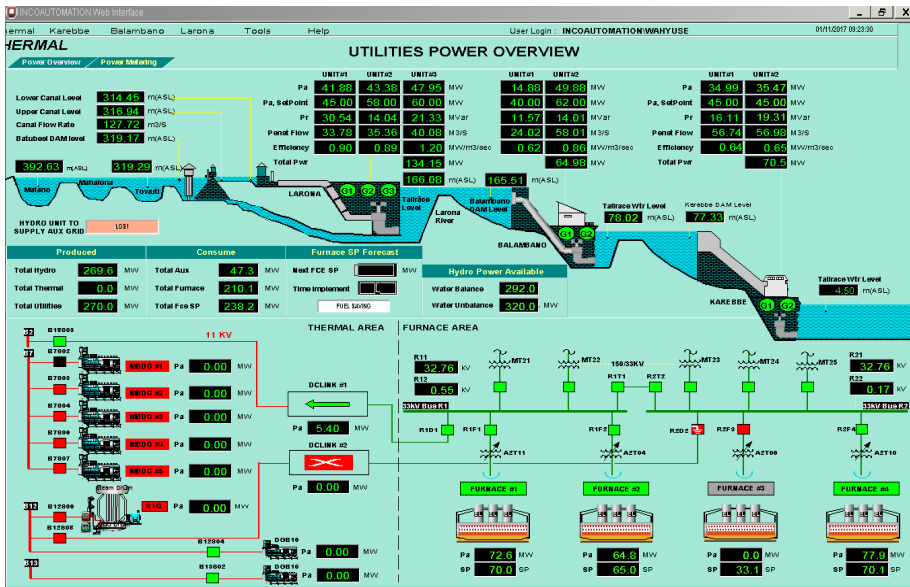 INCOAUTOMATION Web Interface
ermal Karebbe Balambano Larona Tools Help User Login : INCOAUTOMATION\WAHYUSE 01/11/2017 09:23:30
HERMAL UTILITIES POWER OVERVIEW
Power Overview Power Metering
UNIT#1 UNIT#2 UNIT#3 UNIT#1 UNIT#2 UNIT#1 UNIT#2
Pa 41.88 43.38 47.95 MW 14.88 49.88 MW Pa 34.99 35.47 MW
Pa, SetPoint 45.00 58.00 60.00 MW 40.00 62.00 MW Pa, SetPoint 45.00 45.00 MW
Pr 30.54 14.04 21.33 MVar 11.57 14.01 MVar Pr 16.11 19.31 MVar
Penst Flow 33.78 35.36 40.08 M3/S 24.02 58.01 M3/S Penst Flow 56.74 56.98 M3/S
Efficiency 0.90 0.89 1.20 MW/m3/sec 0.62 0.86 MW/m3/sec Efficiency 0.64 0.65 MW/m3/sec
Total Pwr 134.15 MW 64.98 MW Total Pwr 70.5 MW
Lower Canal Level 314.45 m(ASL)
Upper Canal Level 316.94 m(ASL)
Canal Flow Rate 127.72 m3/S
Batubesi DAM level 319.17 m(ASL)
392.63 m(ASL) 319.29 m(ASL)
166.08 m(ASL) 165.51 m(ASL)
Matano Mahalona Towuti
LARONA G1 G2 G3
Tailrace Level
Larona River
Balambano DAM Level
Tailrace Wtr Level Karebbe DAM Level
78.02 m(ASL) 77.33 m(ASL)
BALAMBANO G1 G2
Tailrace Wtr Level
4.50 m(ASL)
KAREBBE G1 G2
HYDRO UNIT TO SUPPLY AUX GRID LGS1
Produced Consume Furnace SP Forecast
Total Hydro 269.6 MW Total Aux 47.3 MW Next FCE SP MW
Total Thermal 0.0 MW Total Furnace 210.1 MW Time Implement
Total Utilities 270.0 MW Total Fce SP 238.2 MW FUEL SAVING
Hydro Power Available
Water Balance 292.0
Water Unbalance 320.0 MW
THERMAL AREA FURNACE AREA
11 KV
B2
B7
B7802 MBDG #1 Pa 0.00 MW
MBDG #2 Pa 0.00 MW
B7804 MBDG #3 Pa 0.00 MW
B7806 MBDG #4 Pa 0.00 MW
B7807 MBDG #5 Pa 0.00 MW
Steam Drum
B12
B12800 STG Pa 0.00 MW
B12804 DOB10 Pa 0.00 MW
B13
B13802 DOB16 Pa 0.00 MW
DCLINK #1
Pa 5.40 MW
DCLINK #2
Pa 0.00 MW
R11 32.76 KV
R12 0.55 KV
33kV Bus R1
MT21 MT22 150/33KV MT23 MT24 MT25
R1T1 R2T2
R21 32.76 KV
R22 0.17 KV
33kV Bus R2
R1D1 R1F1 R1F2 R2D2 R2F3 R2F4
A2T11 A2T04 A2T00 A2T10
FURNACE #1 FURNACE #2 FURNACE #3 FURNACE #4
Pa 72.6 MW Pa 64.8 MW Pa 0.0 MW Pa 77.9 MW
SP 70.0 SP SP 65.0 SP SP 33.1 SP SP 70.1 SP